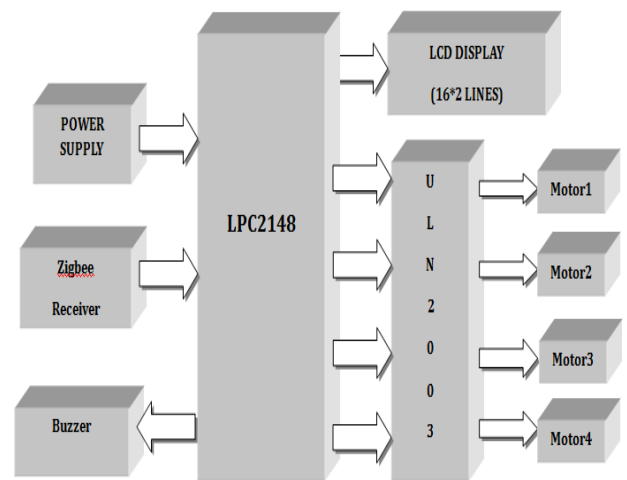 POWER
SUPPLY
Zigbee
Receiver
Buzzer
LPC2148
LCD DISPLAY
(16*2 LINES)
U
L
N
2
0
0
3
Motor1
Motor2
Motor3
Motor4